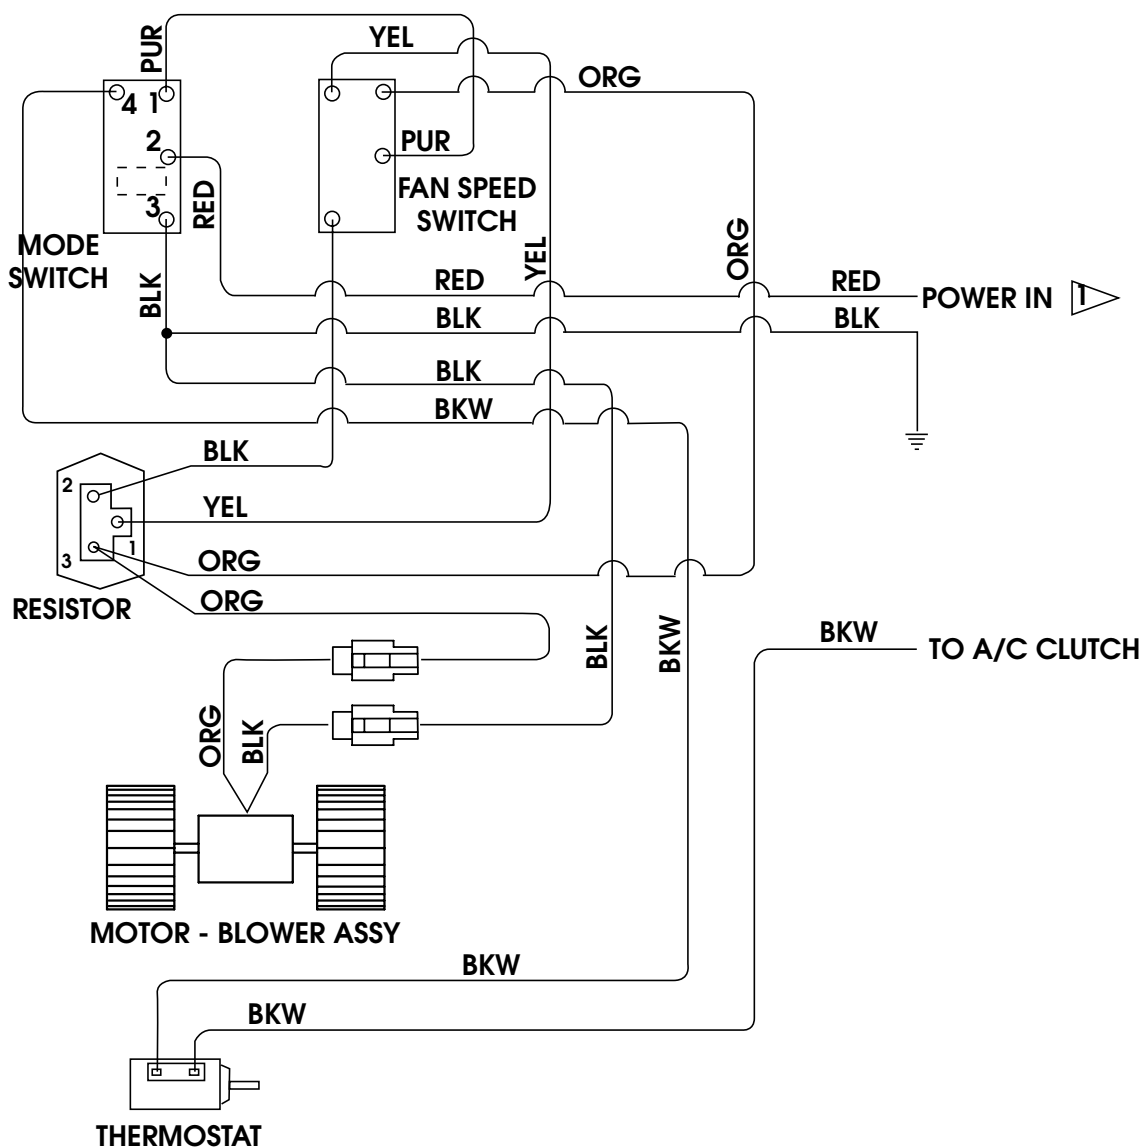 PUR
YEL
ORG
4 1
2
PUR
RED
FAN SPEED
SWITCH
3
MODE
SWITCH
BLK
YEL
ORG
RED
RED
POWER IN 1
BLK
BLK
BLK
BKW
BLK
2
YEL
1
3
ORG
RESISTOR
ORG
BLK
BKW
BKW
TO A/C CLUTCH
ORG
BLK
MOTOR - BLOWER ASSY
BKW
BKW
THERMOSTAT